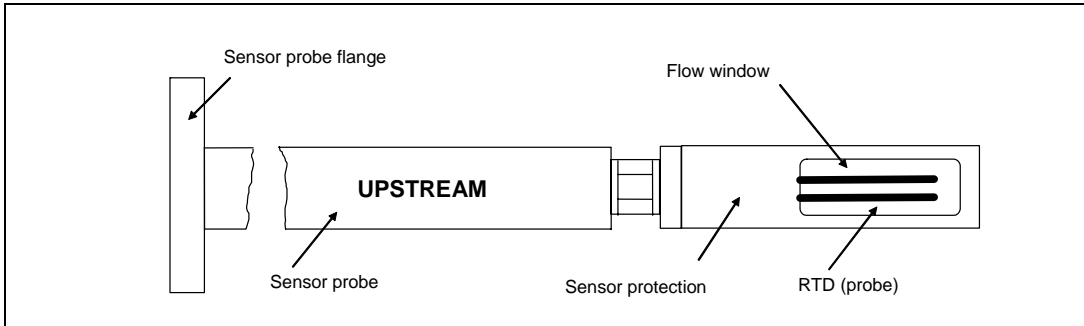 Sensor probe flange
Flow window
UPSTREAM
Sensor probe
Sensor protection
RTD (probe)